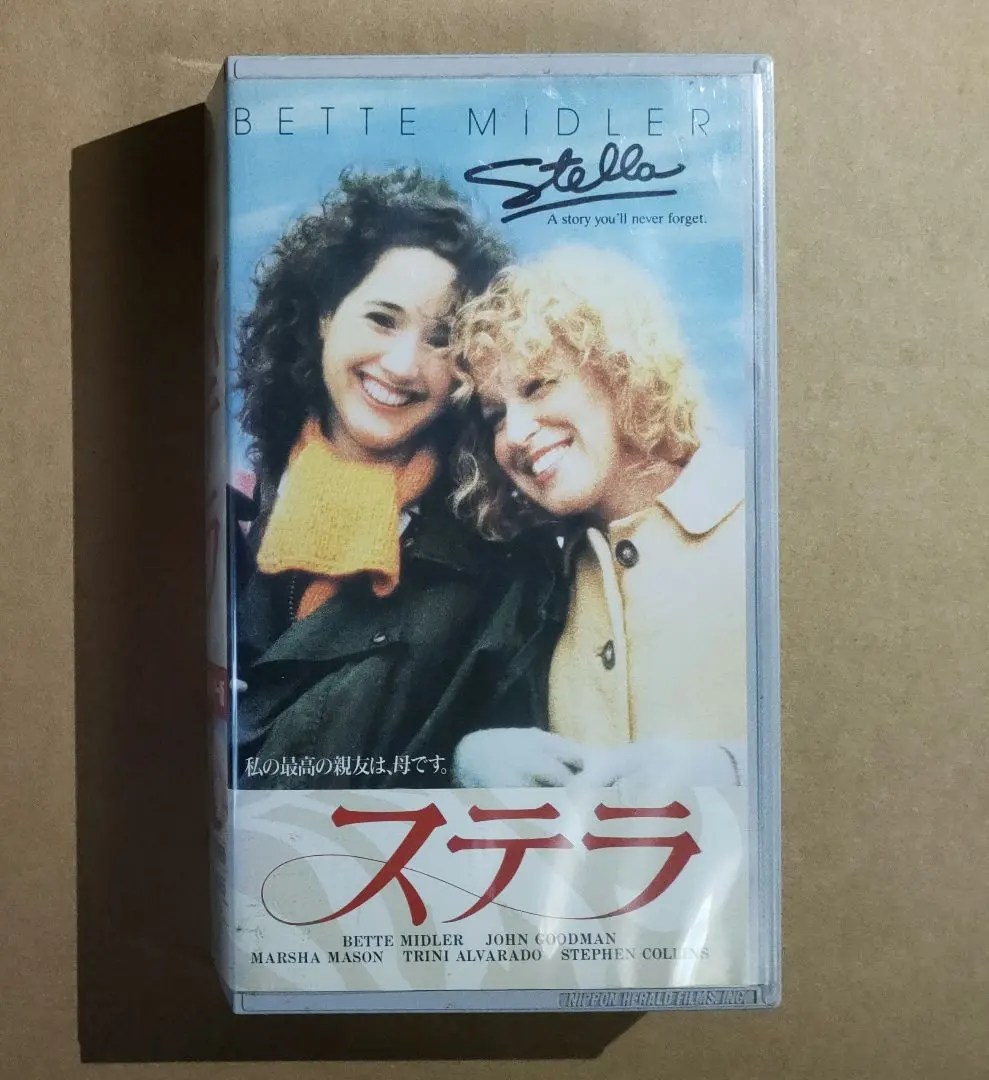 BETTE MIDLER
Stella
A story you'll never forget.
私の最高の親友は、母です。
ステラ
BETTE MIDLER JOHN GOODMAN
MARSHA MASON TRINI ALVARADO STEPHEN COLLINS
NIPPON HERALD FILMS, INC.